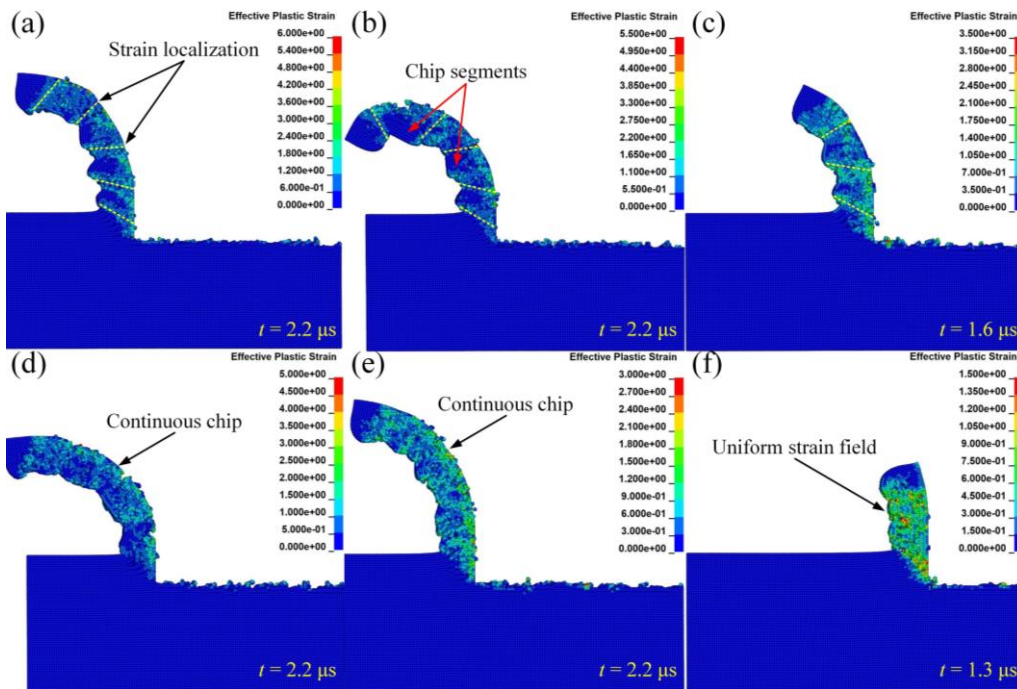 (a)
Effective Plastic Strain
6.000e+00
5.400e+00
4.800e+00
4.200e+00
3.600e+00
3.000e+00
2.400e+00
1.800e+00
1.200e+00
6.000e-01
0.000e+00
Strain localization
t = 2.2 μs
(b)
Effective Plastic Strain
5.500e+00
4.950e+00
4.400e+00
3.850e+00
3.300e+00
2.750e+00
2.200e+00
1.650e+00
1.100e+00
5.500e-01
0.000e+00
Chip segments
t = 2.2 μs
(c)
Effective Plastic Strain
3.500e+00
3.150e+00
2.800e+00
2.450e+00
2.100e+00
1.750e+00
1.400e+00
1.050e+00
7.000e-01
3.500e-01
0.000e+00
t = 1.6 μs
(d)
Effective Plastic Strain
5.000e+00
4.500e+00
4.000e+00
3.500e+00
3.000e+00
2.500e+00
2.000e+00
1.500e+00
1.000e+00
5.000e-01
0.000e+00
Continuous chip
t = 2.2 μs
(e)
Effective Plastic Strain
3.000e+00
2.700e+00
2.400e+00
2.100e+00
1.800e+00
1.500e+00
1.200e+00
9.000e-01
6.000e-01
3.000e-01
0.000e+00
Continuous chip
t = 2.2 μs
(f)
Effective Plastic Strain
1.500e+00
1.350e+00
1.200e+00
1.050e+00
9.000e-01
7.500e-01
6.000e-01
4.500e-01
3.000e-01
1.500e-01
0.000e+00
Uniform strain field
t = 1.3 μs